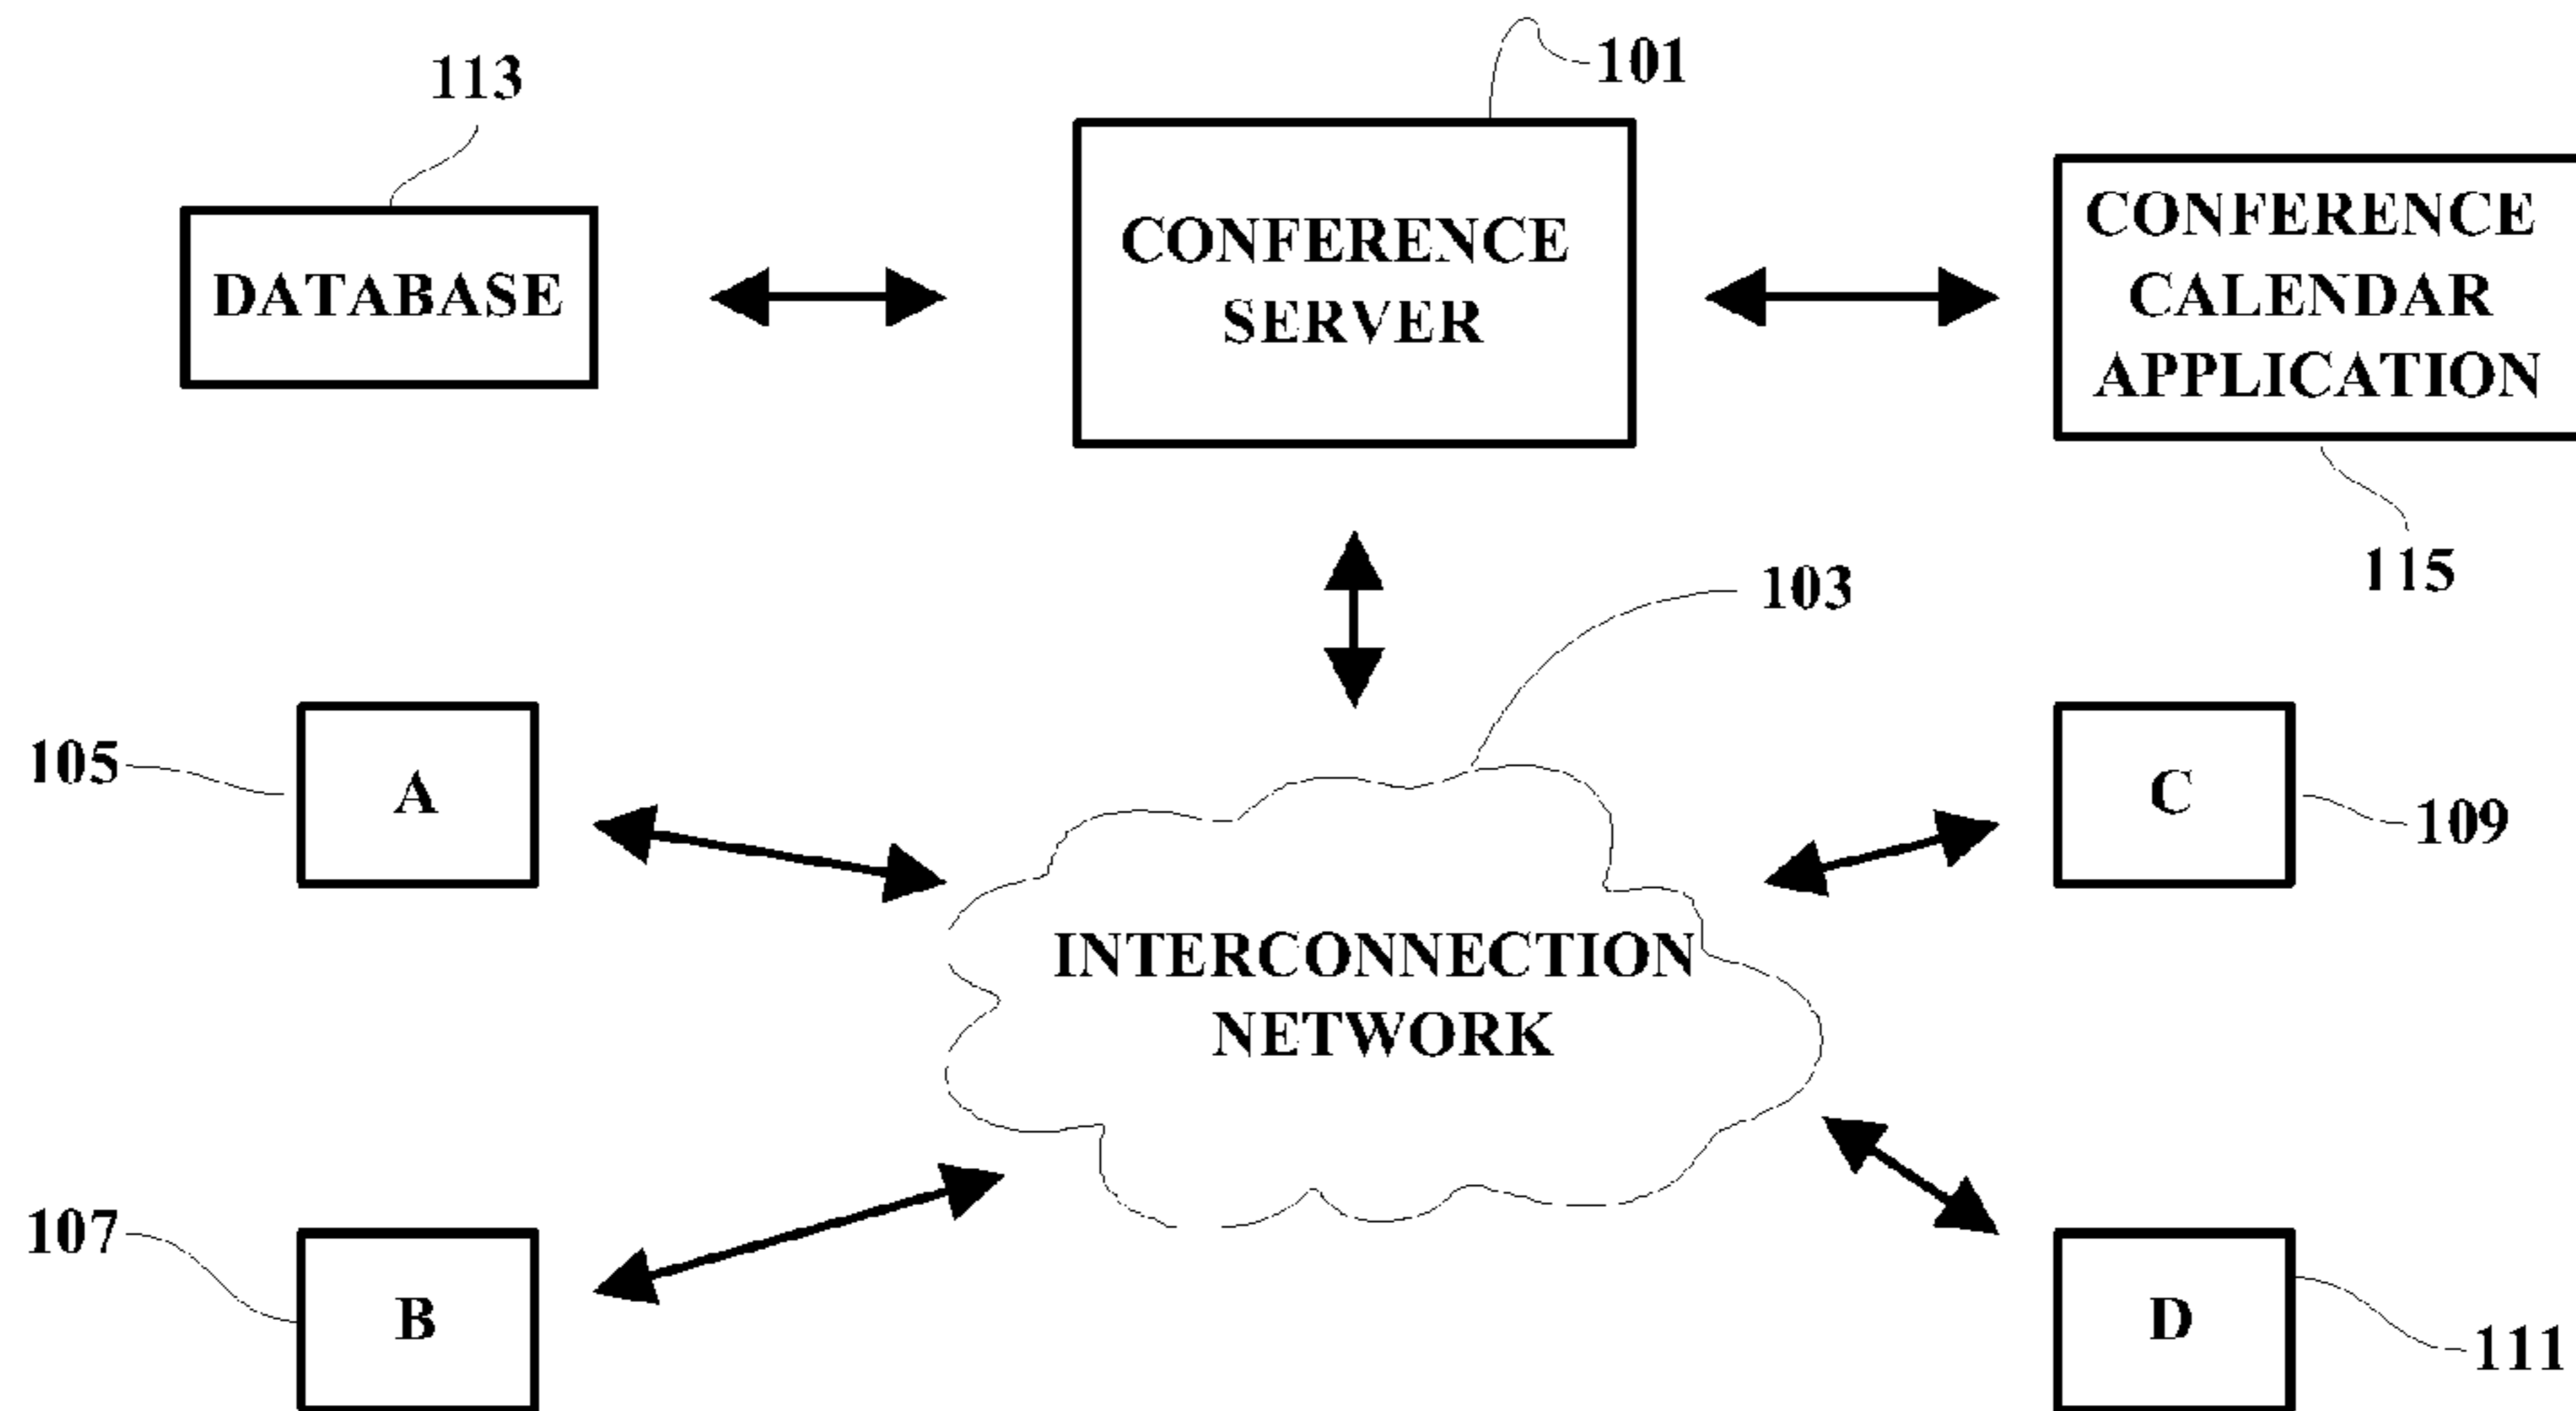 101
113
CONFERENCE
SERVER
DATABASE
CONFERENCE
CALENDAR
APPLICATION
115
103
105
A
C
109
INTERCONNECTION
NETWORK
107
B
D
111